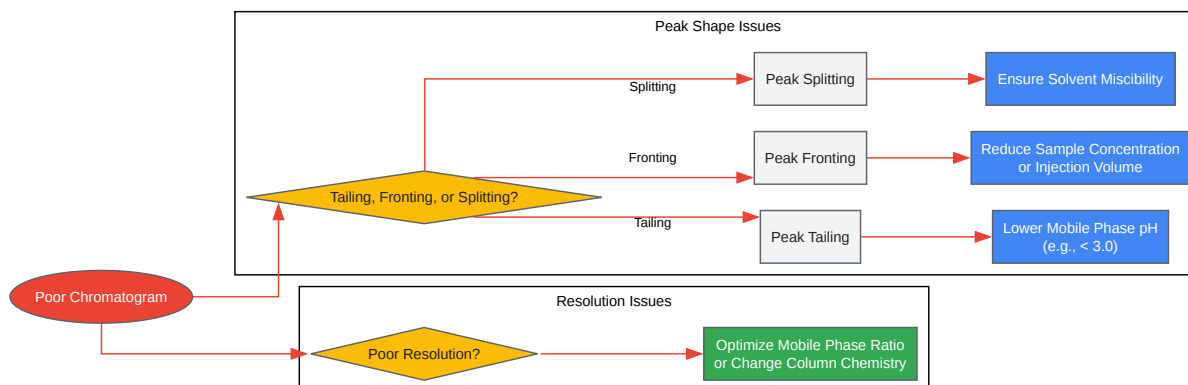 Peak Shape Issues
Splitting
Peak Splitting
Ensure Solvent Miscibility
Fronting
Peak Fronting
Reduce Sample Concentration
or Injection Volume
Tailing, Fronting, or Splitting?
Tailing
Peak Tailing
Lower Mobile Phase pH
(e.g., < 3.0)
Poor Chromatogram
Resolution Issues
Poor Resolution?
Optimize Mobile Phase Ratio
or Change Column Chemistry